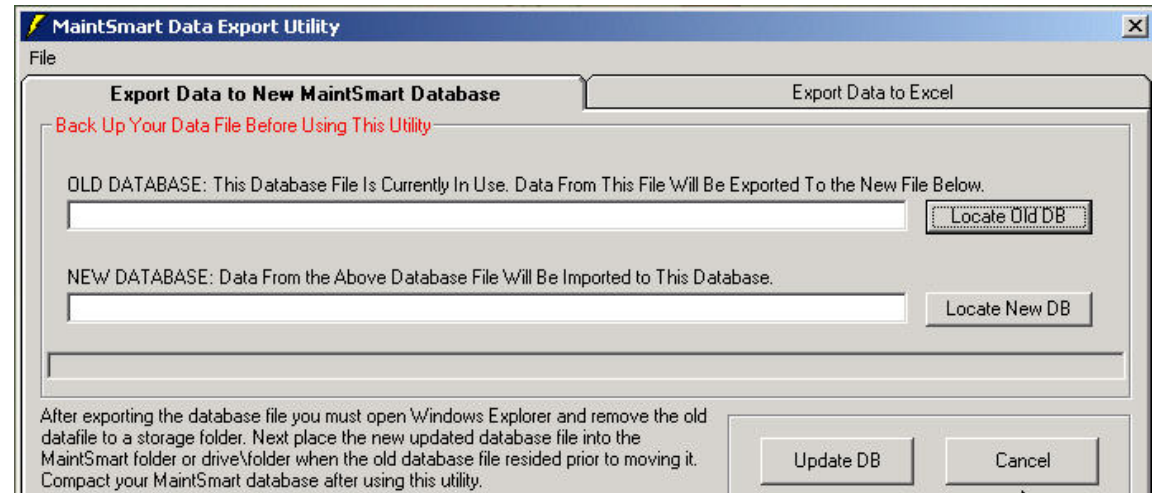 MaintSmart Data Export Utility
File
Export Data to New MaintSmart Database
Export Data to Excel
Back Up Your Data File Before Using This Utility
OLD DATABASE: This Database File Is Currently In Use. Data From This File Will Be Exported To the New File Below.
Locate Old DB
NEW DATABASE: Data From the Above Database File Will Be Imported to This Database.
Locate New DB
After exporting the database file you must open Windows Explorer and remove the old
datafile to a storage folder. Next place the new updated database file into the
MaintSmart folder or drive\folder when the old database file resided prior to moving it.
Compact your MaintSmart database after using this utility.
Update DB
Cancel